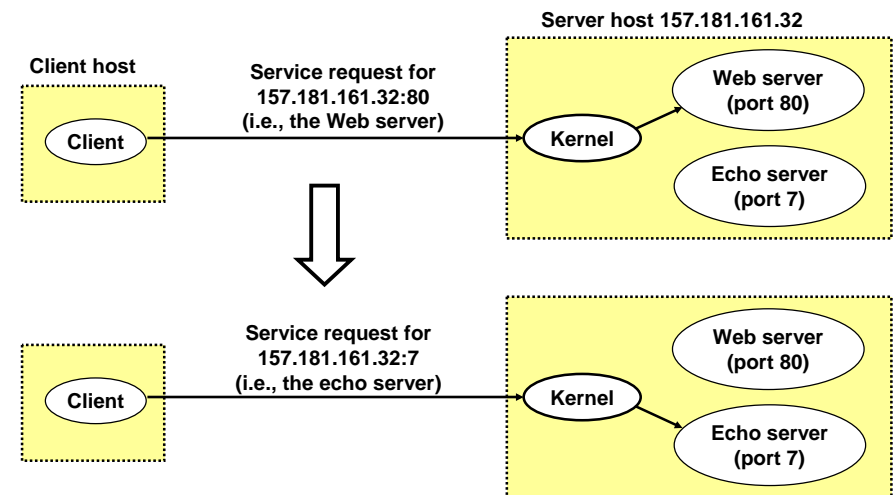 Server host 157.181.161.32
Client host
Service request for
157.181.161.32:80
(i.e., the Web server)
Client
Kernel
Web server
(port 80)
Echo server
(port 7)
Service request for
157.181.161.32:7
(i.e., the echo server)
Client
Kernel
Web server
(port 80)
Echo server
(port 7)